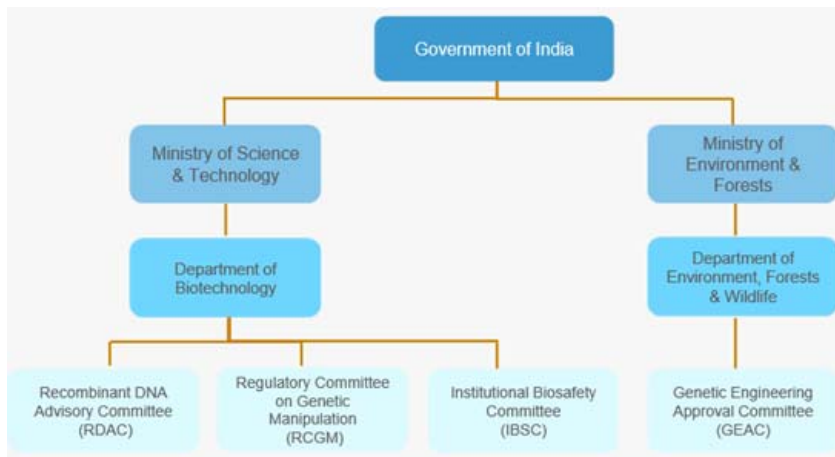 Government of India
Ministry of Science
& Technology
Ministry of
Environment &
Forests
Department of
Biotechnology
Department of
Environment, Forests
& Wildlife
Recombinant DNA
Advisory Committee
(RDAC)
Regulatory Committee
on Genetic
Manipulation
(RCGM)
Institutional Biosafety
Committee
(IBSC)
Genetic Engineering
Approval Committee
(GEAC)